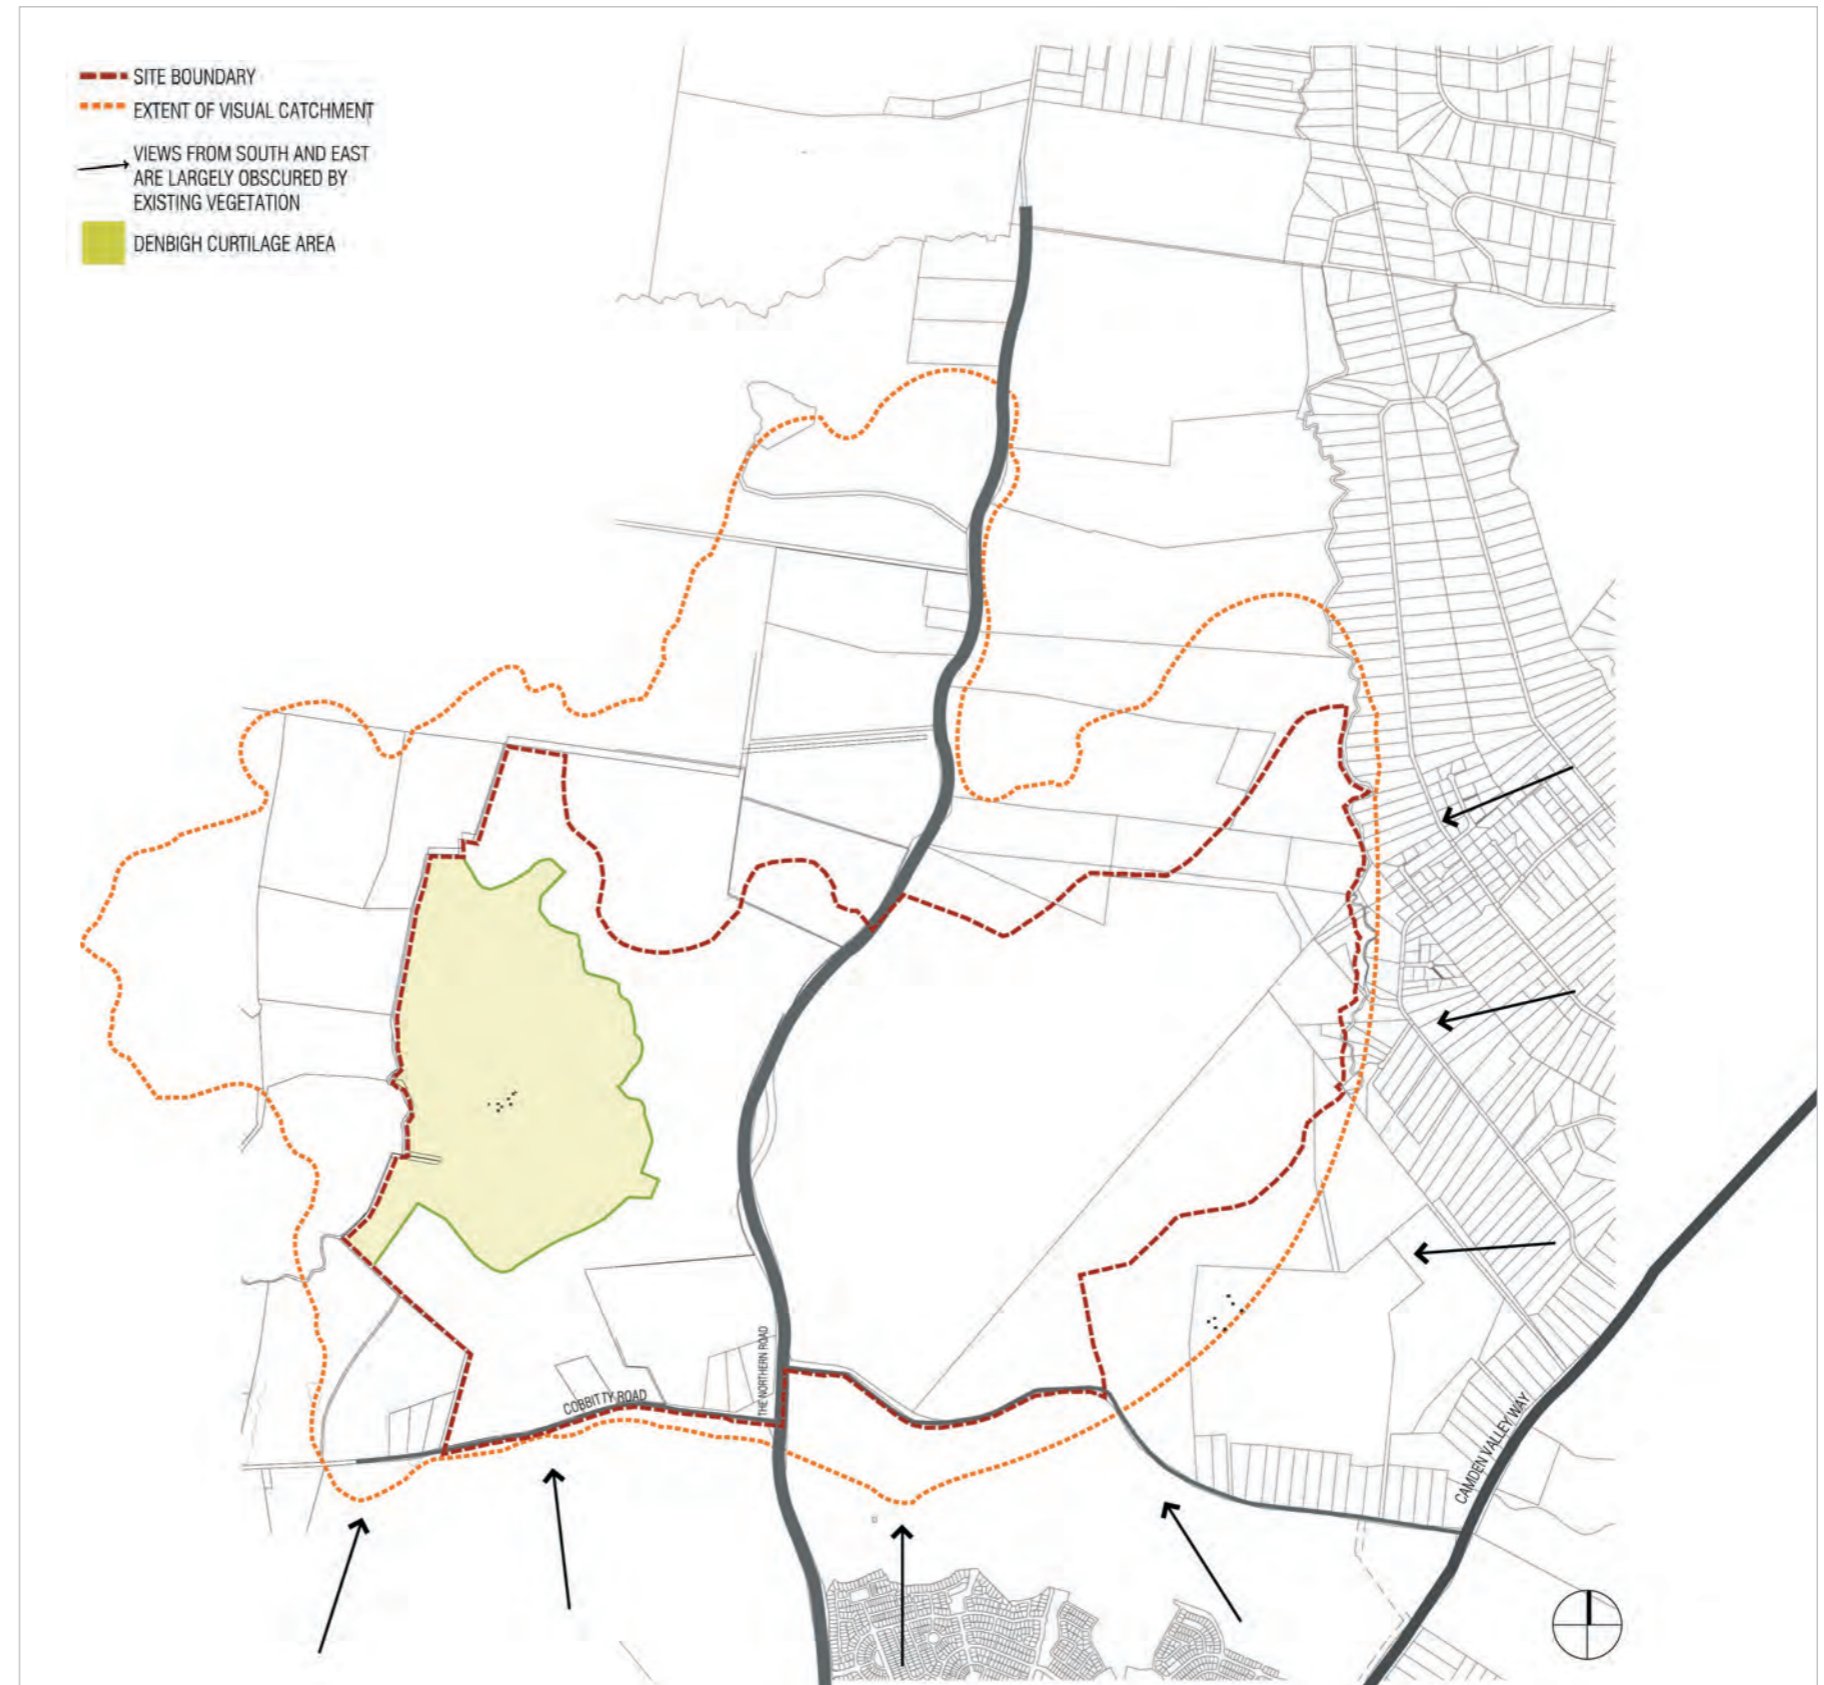 SITE BOUNDARY
EXTENT OF VISUAL CATCHMENT
VIEWS FROM SOUTH AND EAST
ARE LARGELY OBSCURED BY
EXISTING VEGETATION
DENBIGH CURTILAGE AREA
THE NORTHERN ROAD
COBBITTY ROAD
CAMDEN VALLEY WAY